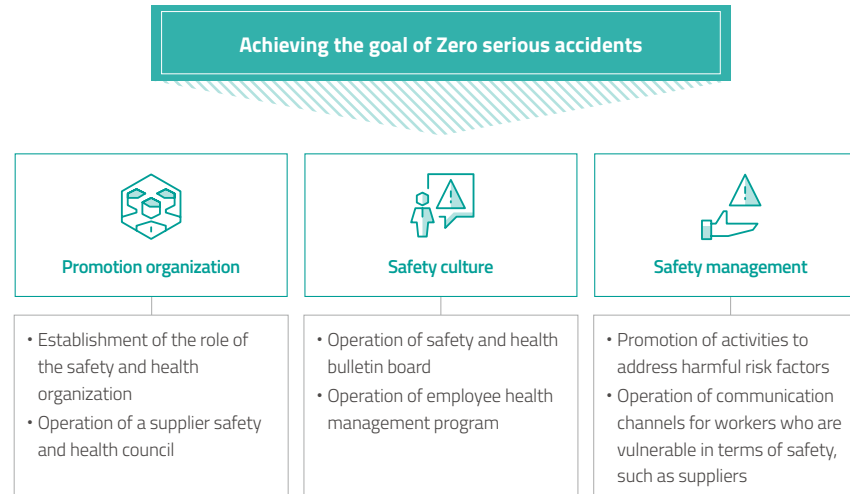 Achieving the goal of Zero serious accidents
Promotion organization
Safety culture
Safety management
• Establishment of the role of
the safety and health
organization
• Operation of a supplier safety
and health council
• Operation of safety and health
bulletin board
• Operation of employee health
management program
• Promotion of activities to
address harmful risk factors
• Operation of communication
channels for workers who are
vulnerable in terms of safety,
such as suppliers